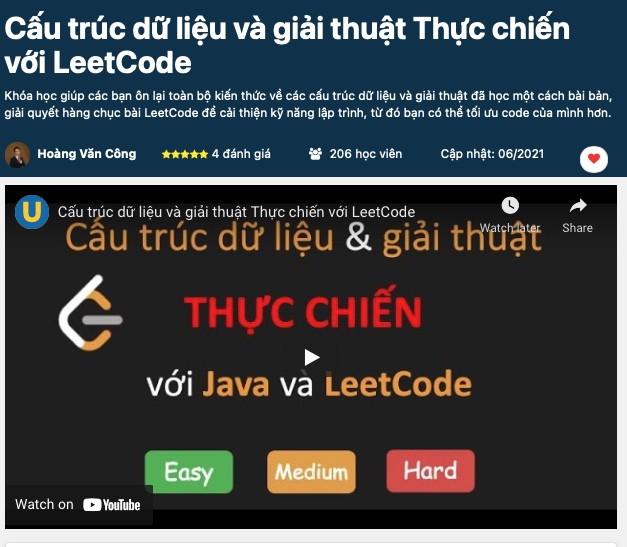 Cấu trúc dữ liệu và giải thuật Thực chiến
với LeetCode
Khóa học giúp các bạn ôn lại toàn bộ kiến thức về các cấu trúc dữ liệu và giải thuật đã học một cách bài bản,
giải quyết hàng chục bài LeetCode để cải thiện kỹ năng lập trình, từ đó bạn có thể tối ưu code của mình hơn.
Hoàng Văn Công 4 đánh giá 206 học viên Cập nhật: 06/2021
U Cấu trúc dữ liệu và giải thuật Thực chiến với LeetCode
Watch later Share
Cấu trúc dữ liệu & giải thuật
THỰC CHIẾN
với Java và LeetCode
Easy Medium Hard
Watch on YouTube